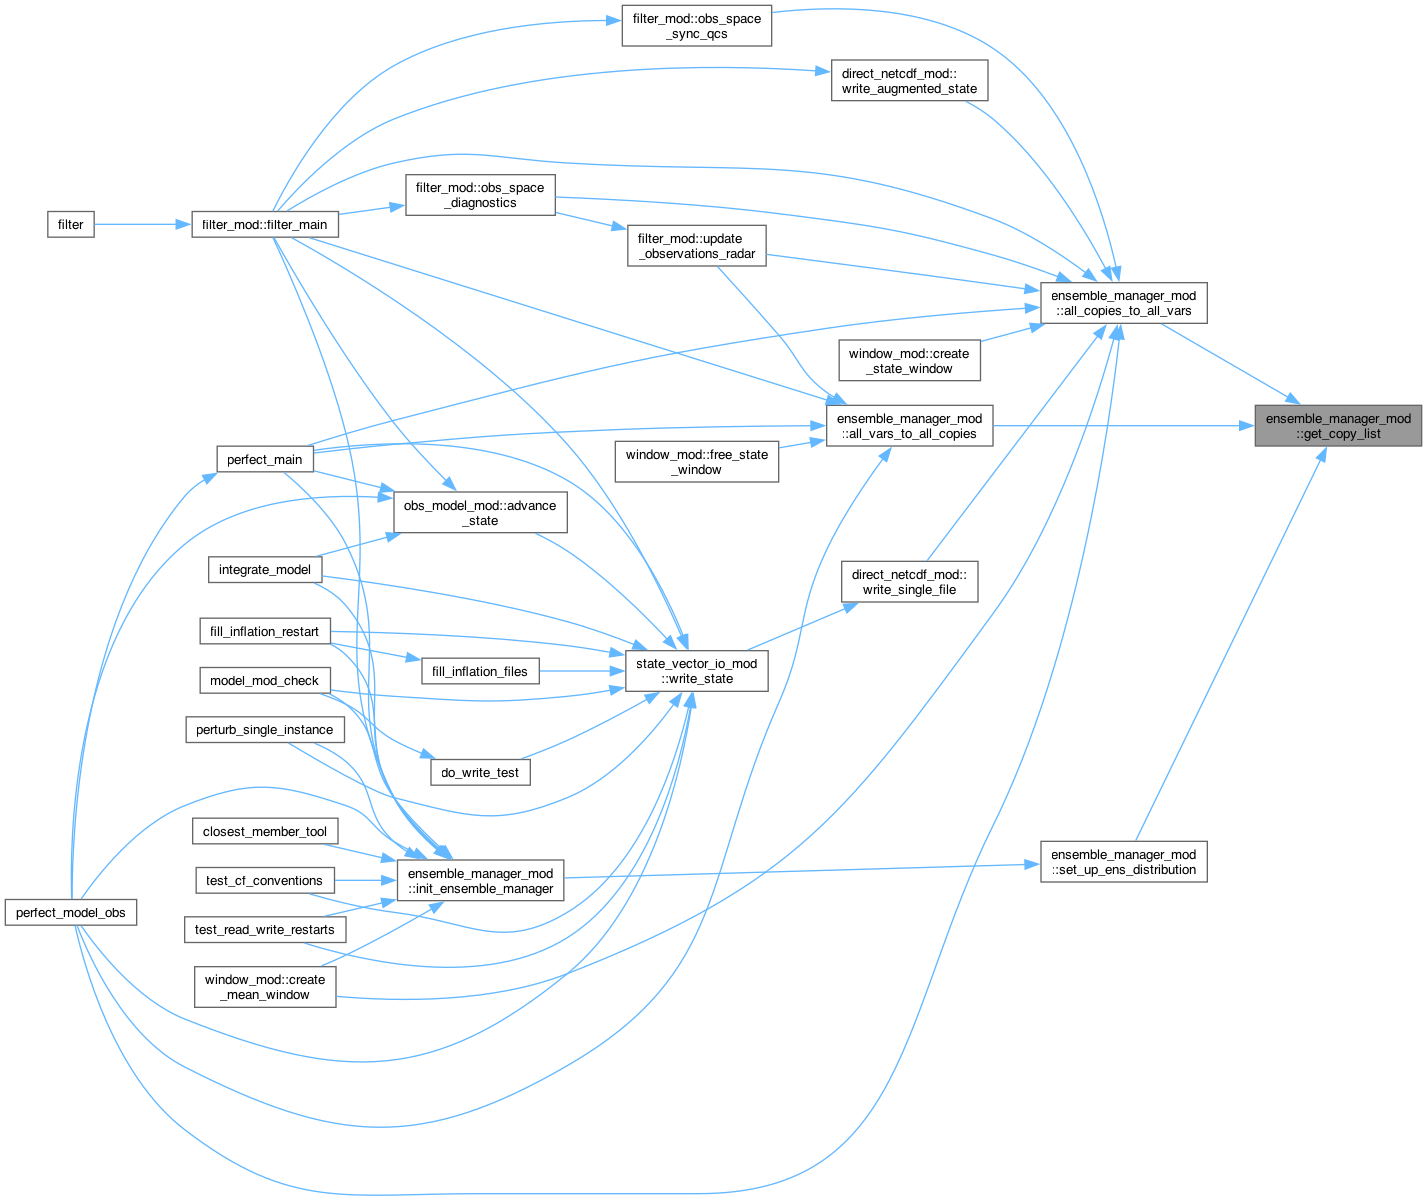 filter_mod::obs_space
_sync_qcs
direct_netcdf_mod::
write_augmented_state
filter_mod::obs_space
_diagnostics
filter
filter_mod::filter_main
filter_mod::update
_observations_radar
ensemble_manager_mod
::all_copies_to_all_vars
window_mod::create
_state_window
ensemble_manager_mod
::all_vars_to_all_copies
ensemble_manager_mod
::get_copy_list
perfect_main
window_mod::free_state
_window
obs_model_mod::advance
_state
integrate_model
direct_netcdf_mod::
write_single_file
fill_inflation_restart
fill_inflation_files
state_vector_io_mod
::write_state
model_mod_check
perturb_single_instance
do_write_test
closest_member_tool
ensemble_manager_mod
::set_up_ens_distribution
test_cf_conventions
ensemble_manager_mod
::init_ensemble_manager
perfect_model_obs
test_read_write_restarts
window_mod::create
_mean_window